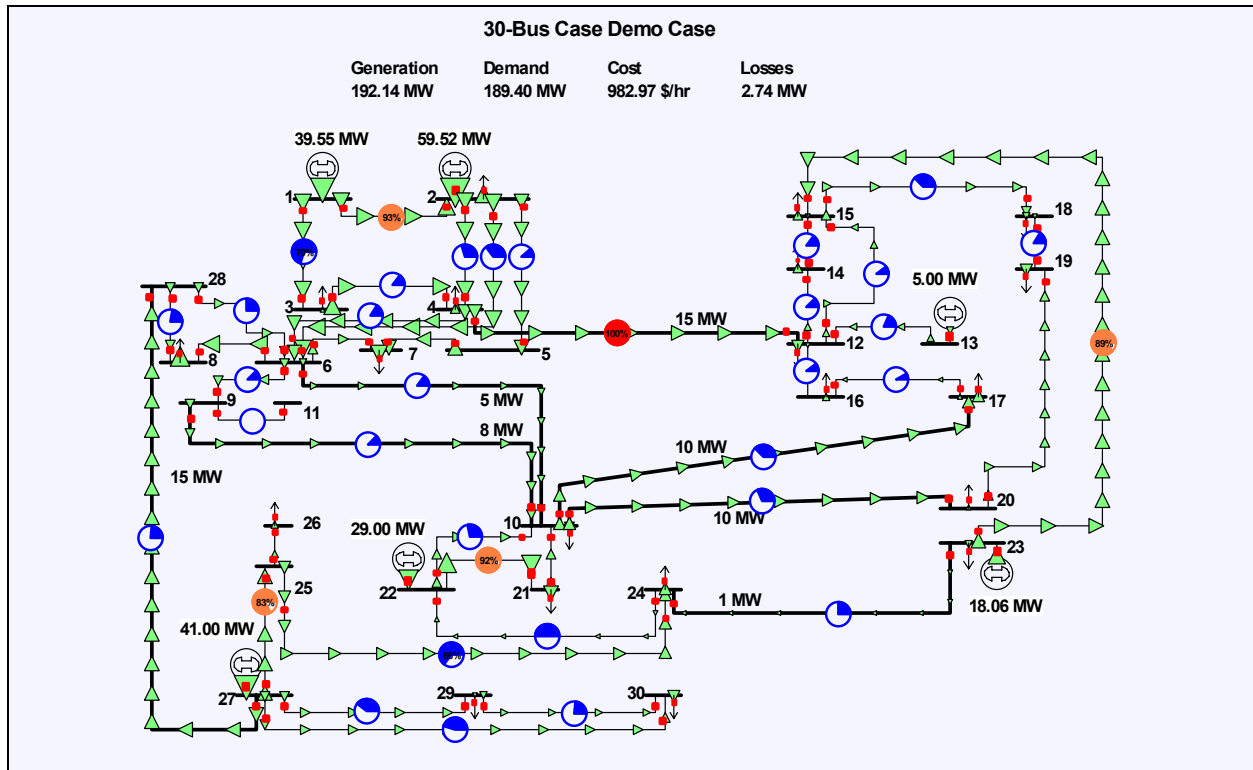 30-Bus Case Demo Case
Generation Demand Cost Losses
192.14 MW 189.40 MW 982.97 $/hr 2.74 MW
39.55 MW 59.52 MW
1 93% 2 15 18
14 19
28 5.00 MW
3 4 15 MW
100%
8 6 7 5 12 13 89%
9 11 5 MW 16 17
8 MW
15 MW 10 MW
20
26 29.00 MW 10 10 MW
23
92%
25 22 21 24
83% 1 MW 18.06 MW
41.00 MW
27 29 30